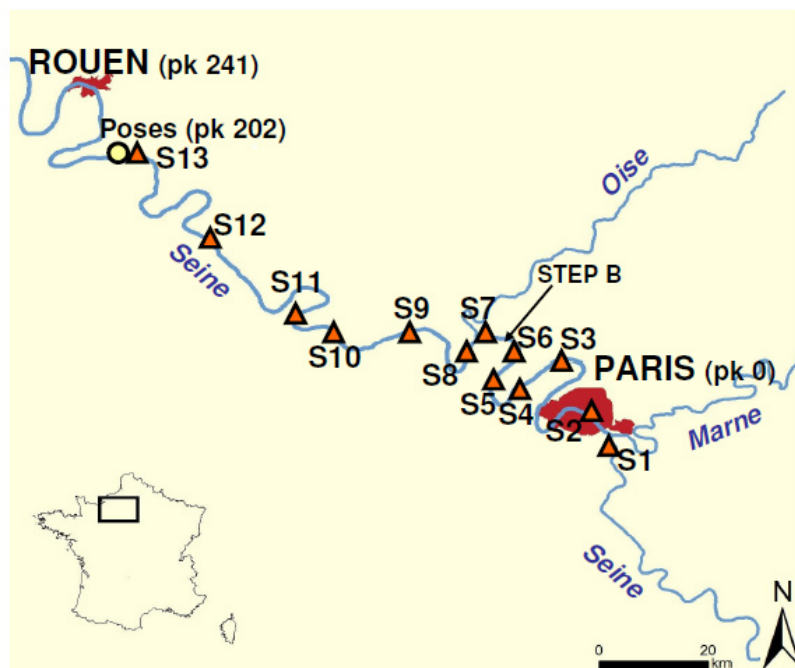 ROUEN (pk 241)
Poses (pk 202)
S13
Oise
S12
Seine
STEP B
S11
S9
S7
S10
S8
S6
S3
PARIS (pk 0)
S5
S4
S2
Marne
S1
Seine
N
0 20
km